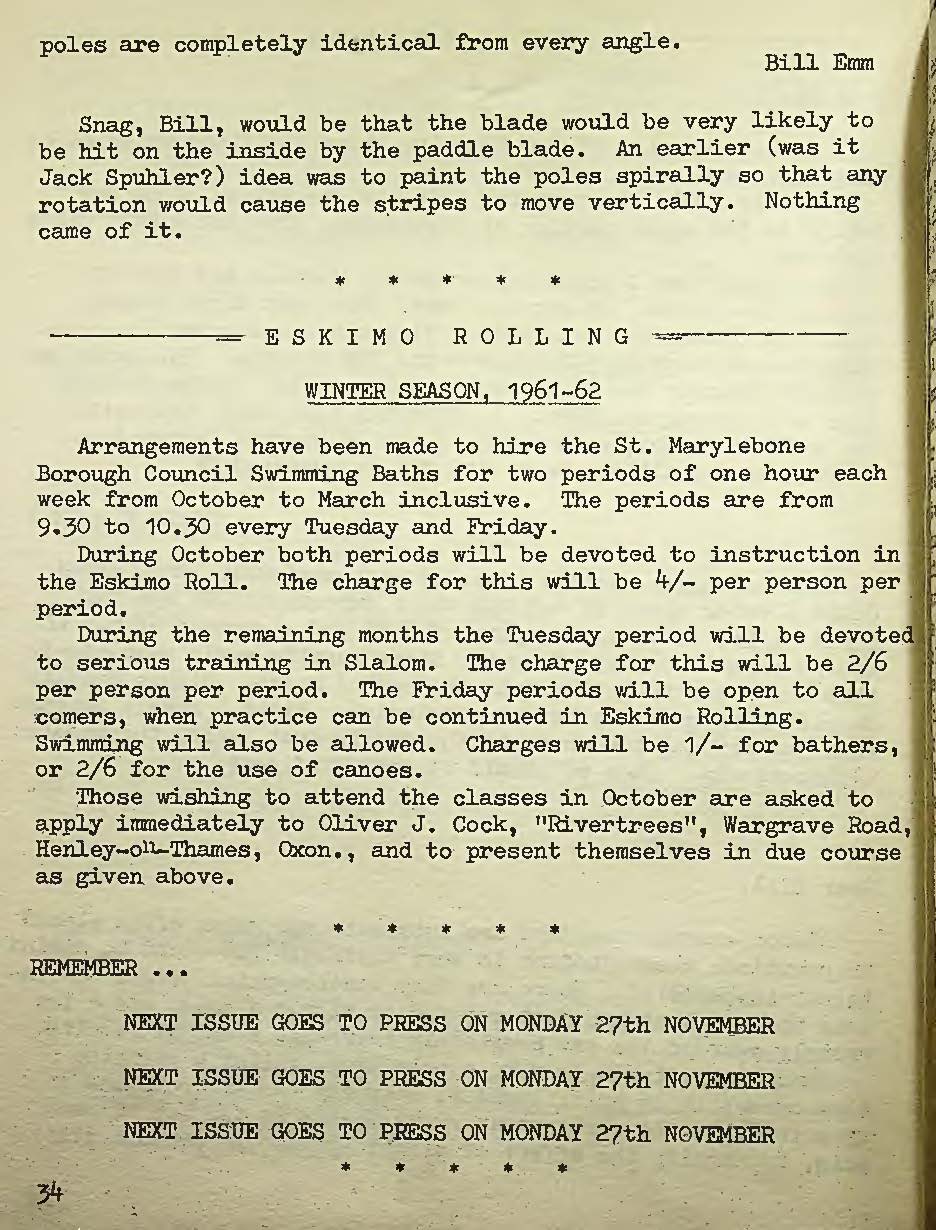 poles are completely identical from every angle.
Bill Emm
Snag, Bill, would be that the blade would be very likely to
be hit on the inside by the paddle blade. An earlier (was it
Jack Spuhler?) idea was to paint the poles spirally so that any
rotation would cause the stripes to move vertically. Nothing
came of it.
* * * * *
ESKIMO ROLLING
WINTER SEASON, 1961-62
Arrangements have been made to hire the St. Marylebone
Borough Council Swimming Baths for two periods of one hour each
week from October to March inclusive. The periods are from
9.30 to 10.30 every Tuesday and Friday.
During October both periods will be devoted to instruction in
the Eskimo Roll. The charge for this will be 4/- per person per
period.
During the remaining months the Tuesday period will be devoted
to serious training in Slalom. The charge for this will be 2/6
per person per period. The Friday periods will be open to all
comers, when practice can be continued in Eskimo Rolling.
Swimming will also be allowed. Charges will be 1/- for bathers,
or 2/6 for the use of canoes.
Those wishing to attend the classes in October are asked to
apply immediately to Oliver J. Cock, "Rivertrees", Wargrave Road,
Henley-on-Thames, Oxon., and to present themselves in due course
as given above.
* * * * *
REMEMBER ...
NEXT ISSUE GOES TO PRESS ON MONDAY 27th NOVEMBER
NEXT ISSUE GOES TO PRESS ON MONDAY 27th NOVEMBER
NEXT ISSUE GOES TO PRESS ON MONDAY 27th NOVEMBER
* * * * *
34